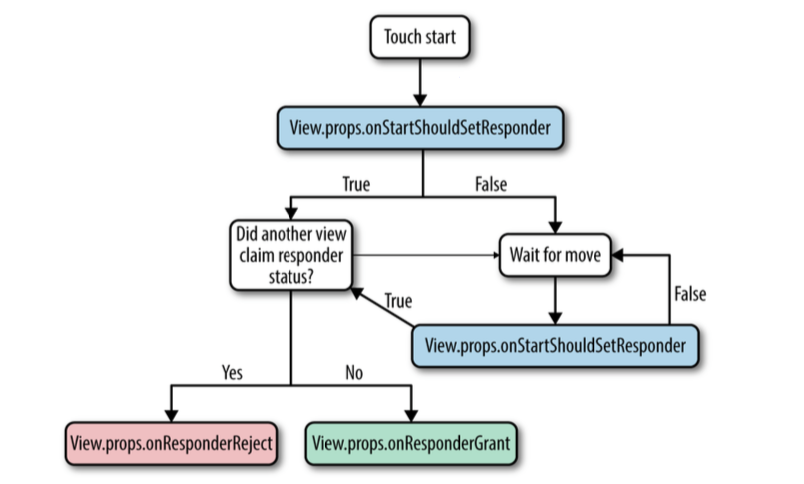 Touch start
View.props.onStartShouldSetResponder
True
False
Did another view
claim responder
status?
Wait for move
True
False
View.props.onStartShouldSetResponder
Yes
No
View.props.onResponderReject
View.props.onResponderGrant